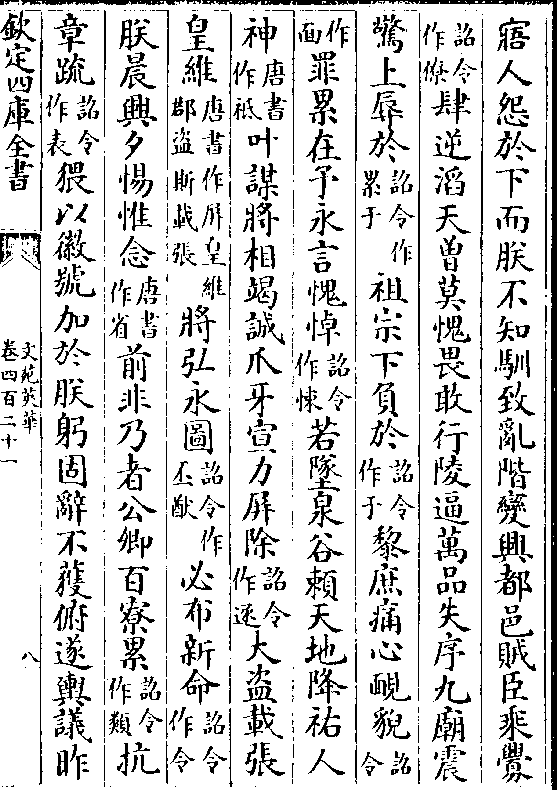 寤人怨於下而朕不知馴致亂階變興都邑賊臣乘釁
詔令作僚肆逆滔天曾莫愧畏敢行陵逼萬品失序九廟震
驚上辱於詔令作累于祖宗下負於詔令作于黎庶痛心靦貌詔令
作面罪累在予永言愧悼詔令作悚若墜泉谷賴天地降祐人
神唐書作祗叶謀將相竭誠爪牙宣力屏除詔令作逐大盜載張
皇維唐書作屏皇維郡盜斯載張將弘永圖詔令作丕猷必布新命詔令作令
朕晨興夕惕惟念唐書作省前非乃者公卿百寮累詔令作類抗
章疏詔令作表猥以徽號加於朕躬固辭不獲俯遂輿議昨
欽定四庫全書
文苑英華
卷四百二十一
八